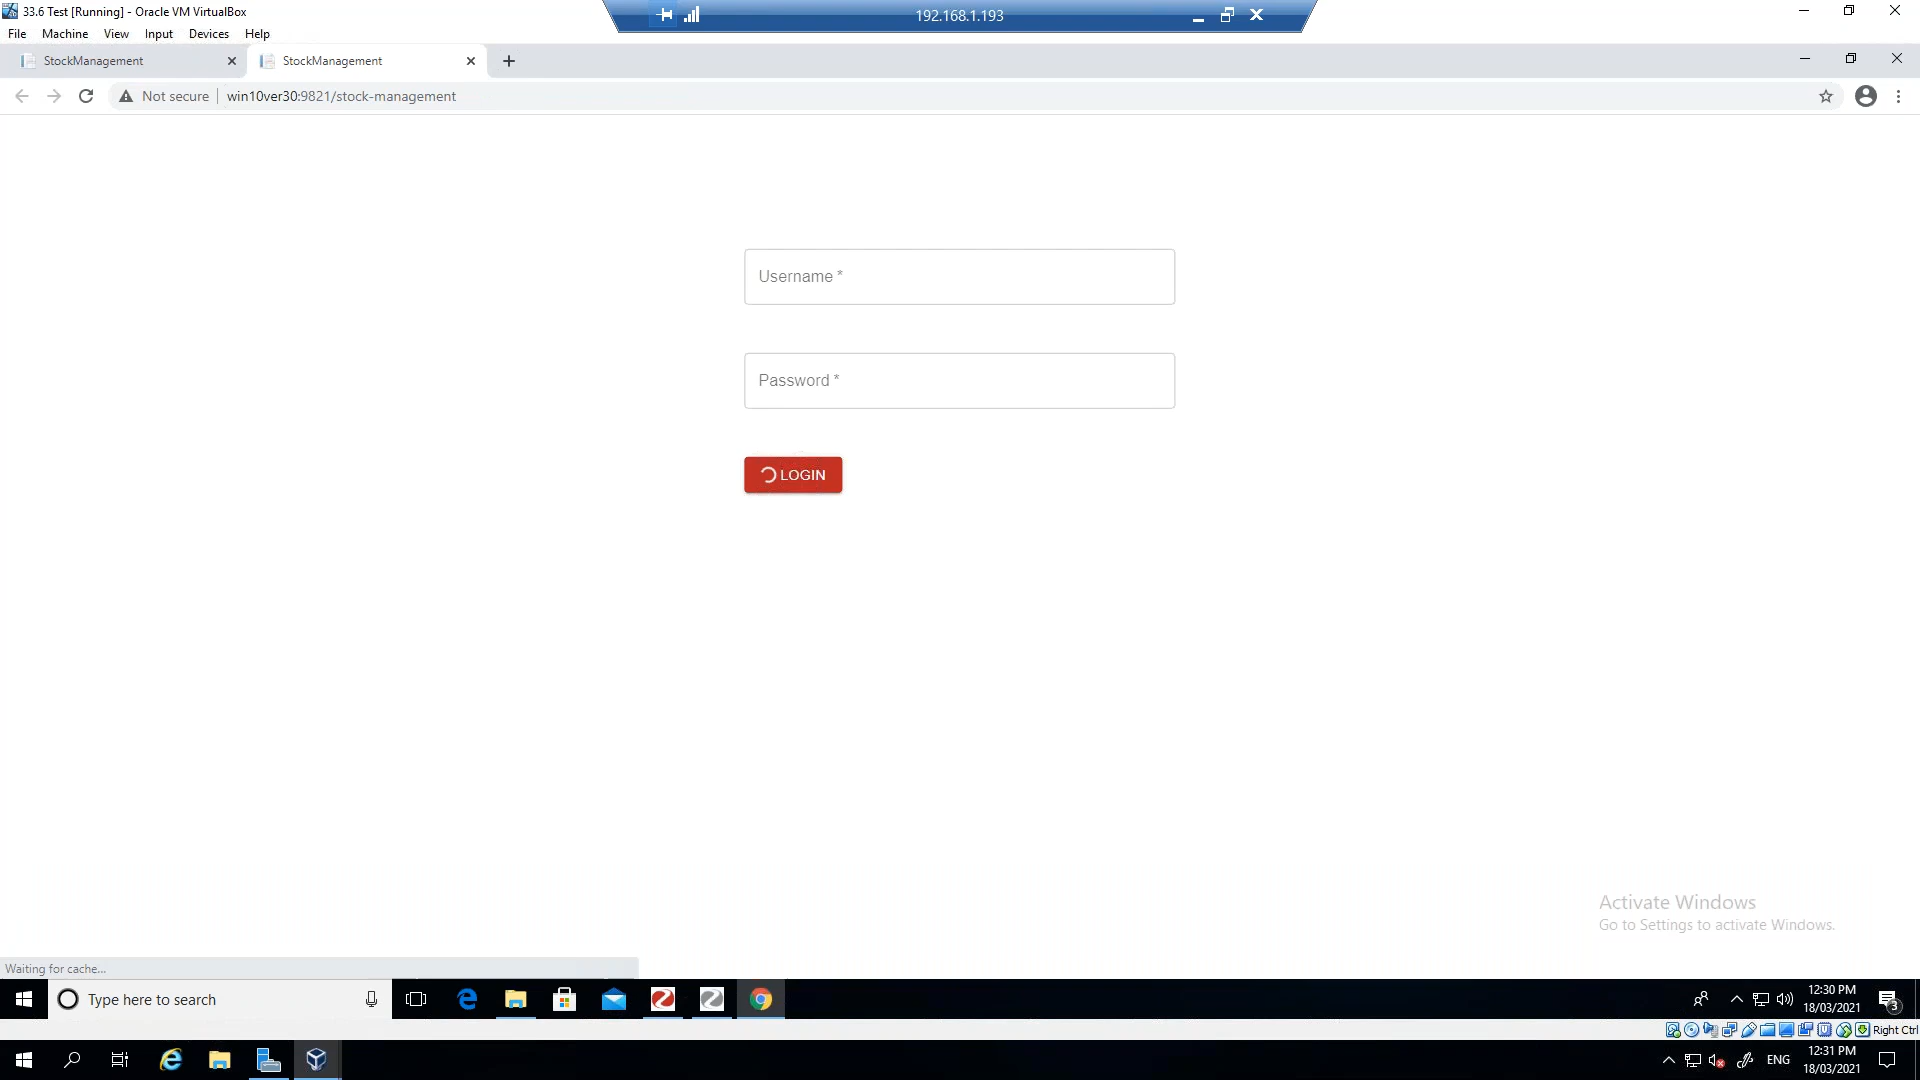 33.6 Test [Running] - Oracle VM VirtualBox
192.168.1.193
File Machine View Input Devices Help
StockManagement
StockManagement
Not secure win10ver30:9821/stock-management
Username *
Password *
LOGIN
Activate Windows
Go to Settings to activate Windows.
Waiting for cache...
Type here to search
12:30 PM
18/03/2021
3
Right Ctrl
ENG
12:31 PM
18/03/2021